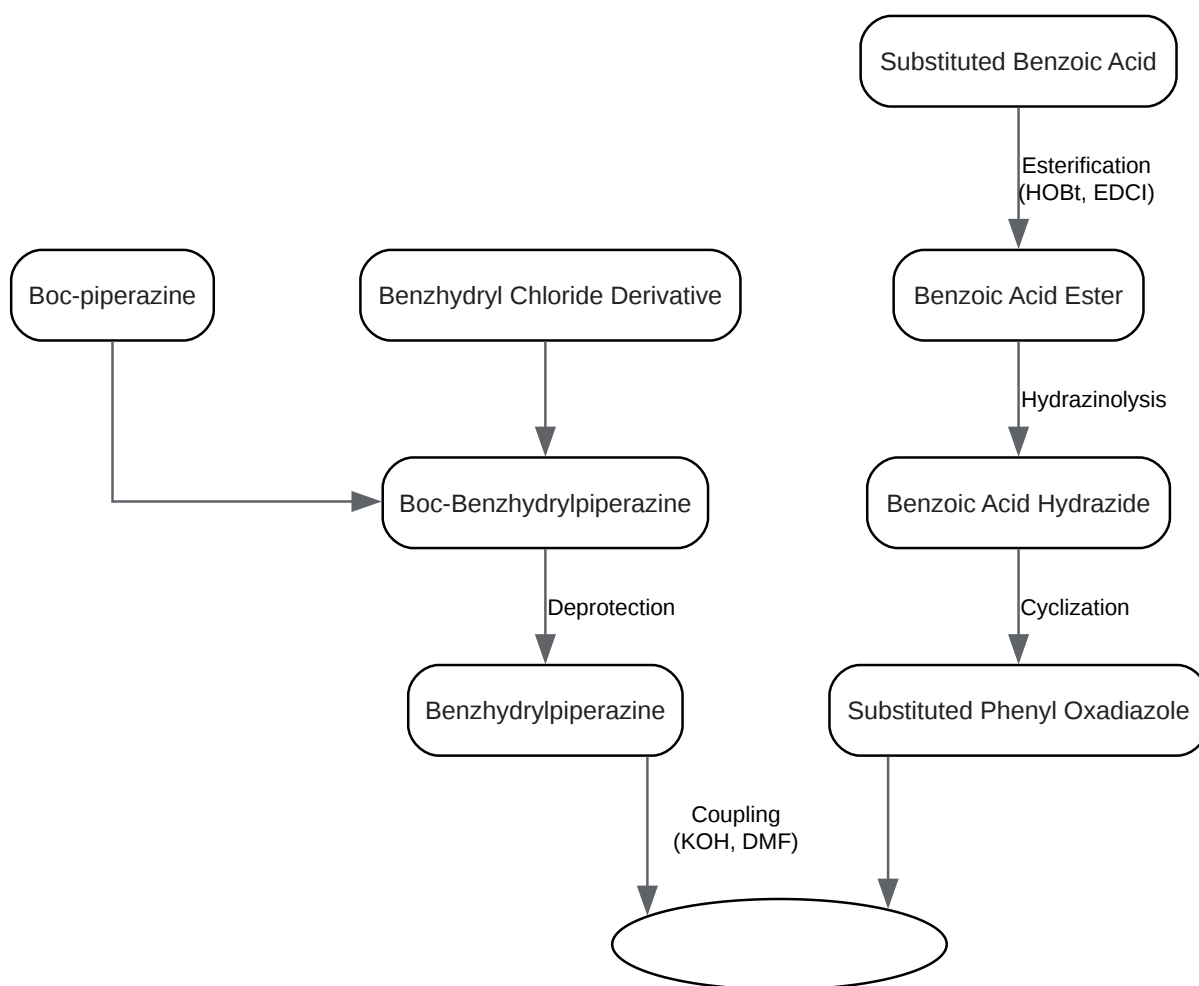 Substituted Benzoic Acid
Esterification
(HOBt, EDCI)
Boc-piperazine
Benzhydryl Chloride Derivative
Benzoic Acid Ester
Hydrazinolysis
Boc-Benzhydrylpiperazine
Benzoic Acid Hydrazide
Deprotection
Cyclization
Benzhydrylpiperazine
Substituted Phenyl Oxadiazole
Coupling
(KOH, DMF)